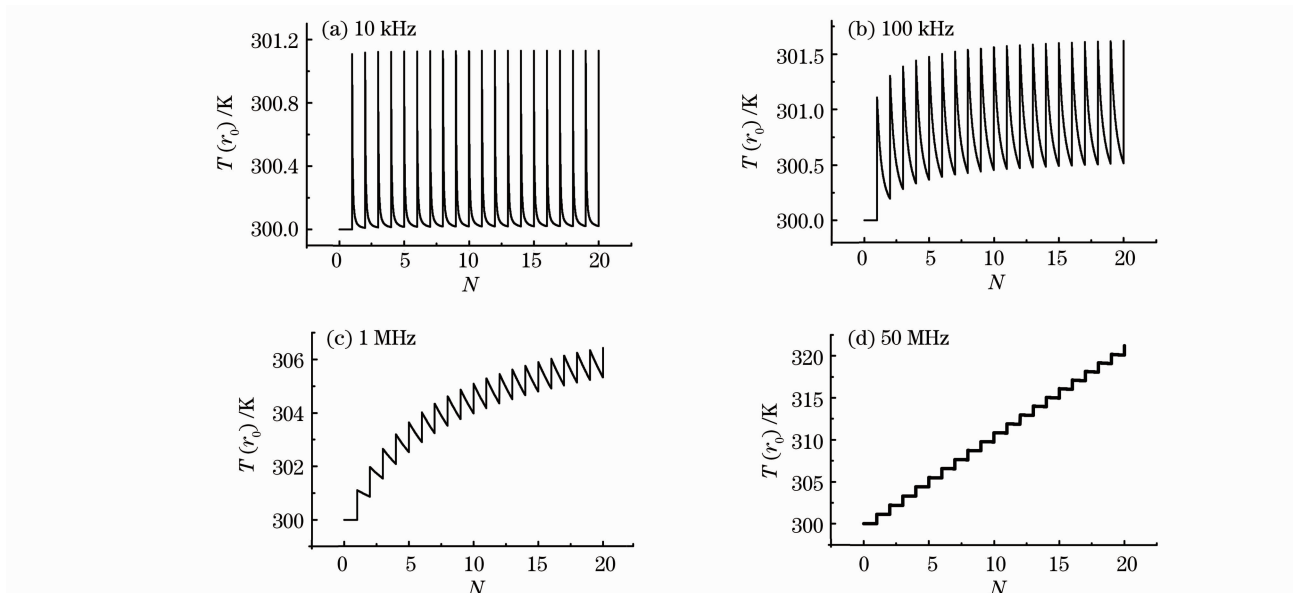 (a) 10 kHz
301.2
300.8
300.4
300.0
T (r₀) /K
0 5 10 15 20
N
(b) 100 kHz
301.5
301.0
300.5
300.0
T (r₀) /K
0 5 10 15 20
N
(c) 1 MHz
306
304
302
300
T (r₀) /K
0 5 10 15 20
N
(d) 50 MHz
320
315
310
305
300
T (r₀) /K
0 5 10 15 20
N